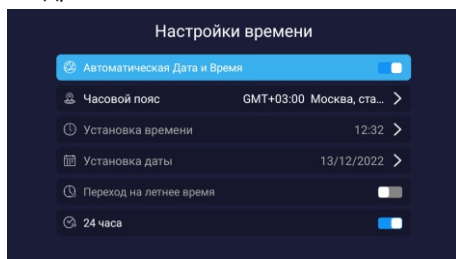 Настройки времени
Автоматическая Дата и Время
Часовой пояс GMT+03:00 Москва, ста...
Установка времени 12:32
Установка даты 13/12/2022
Переход на летнее время
24 часа